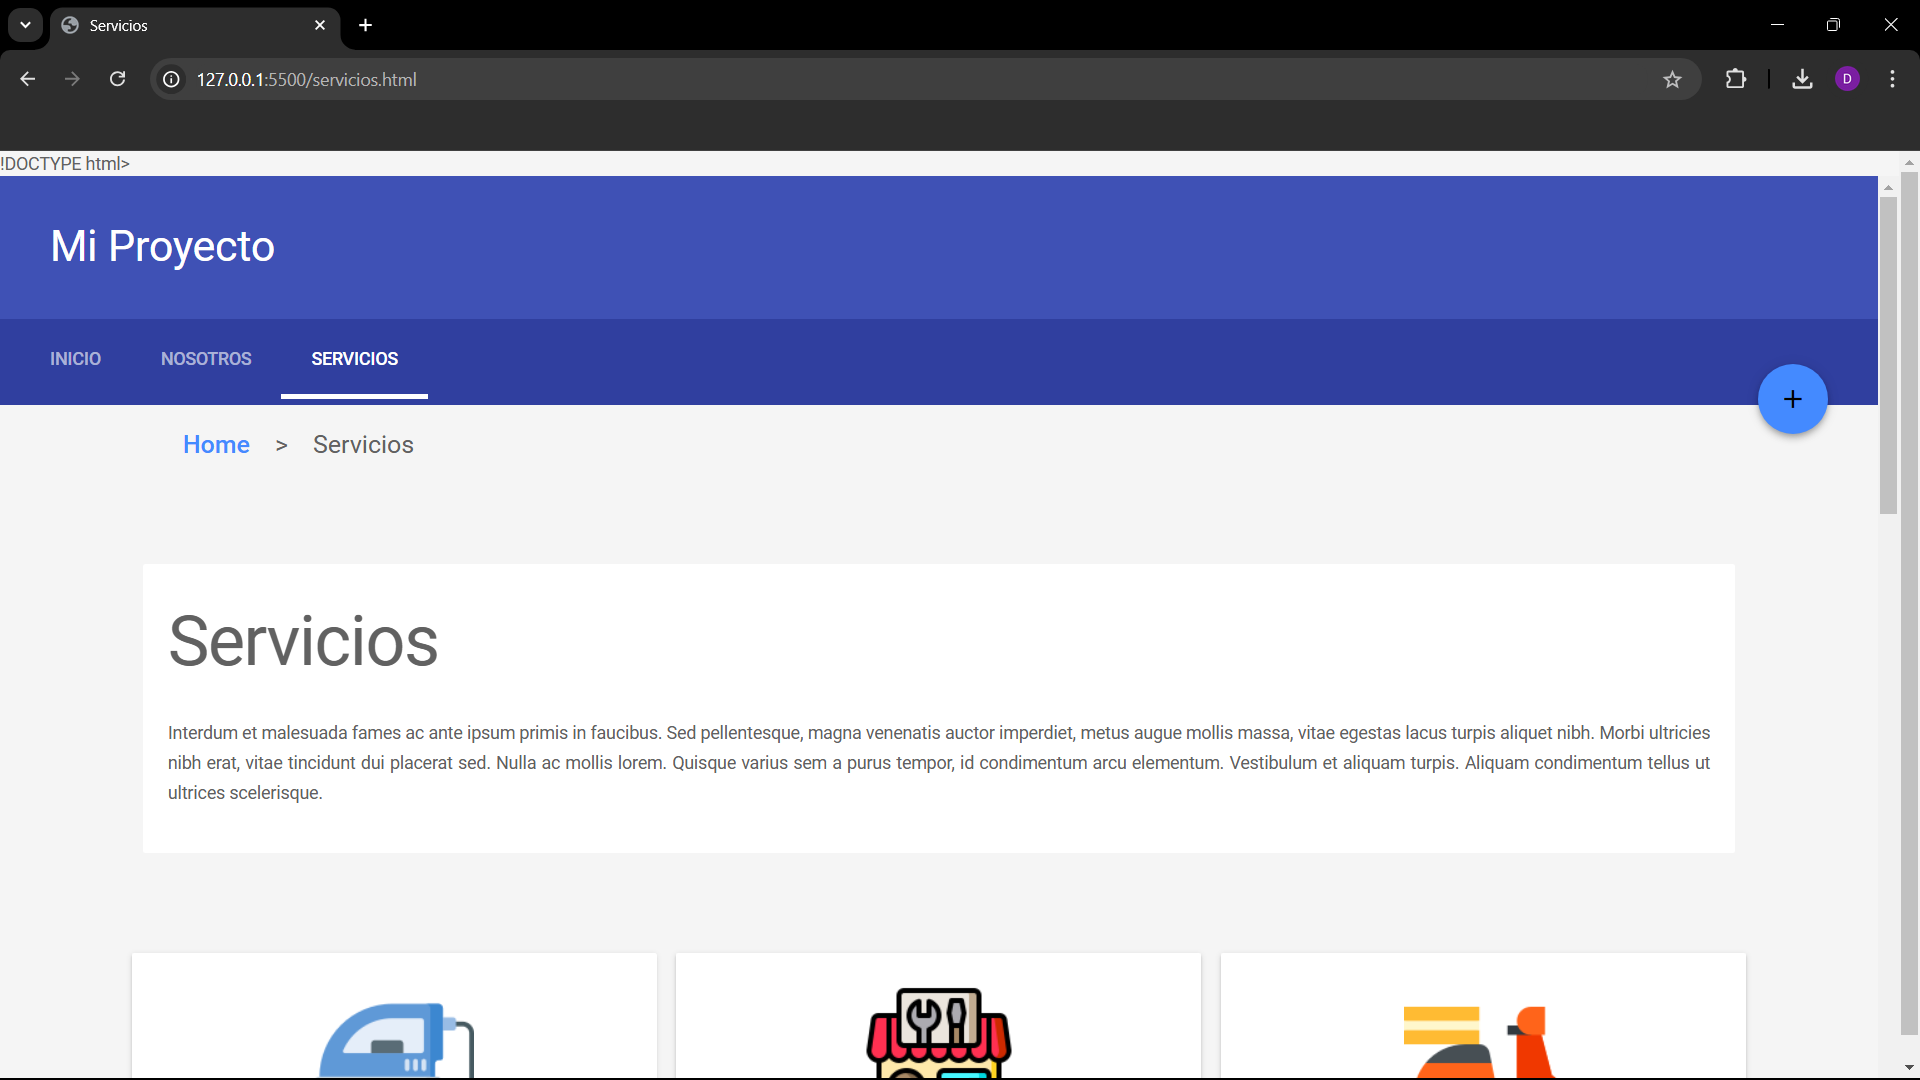 Servicios
127.0.0.1:5500/servicios.html
D
!DOCTYPE html>
Mi Proyecto
INICIO NOSOTROS SERVICIOS
+
Home > Servicios
Servicios
Interdum et malesuada fames ac ante ipsum primis in faucibus. Sed pellentesque, magna venenatis auctor imperdiet, metus augue mollis massa, vitae egestas lacus turpis aliquet nibh. Morbi ultricies
nibh erat, vitae tincidunt dui placerat sed. Nulla ac mollis lorem. Quisque varius sem a purus tempor, id condimentum arcu elementum. Vestibulum et aliquam turpis. Aliquam condimentum tellus ut
ultrices scelerisque.